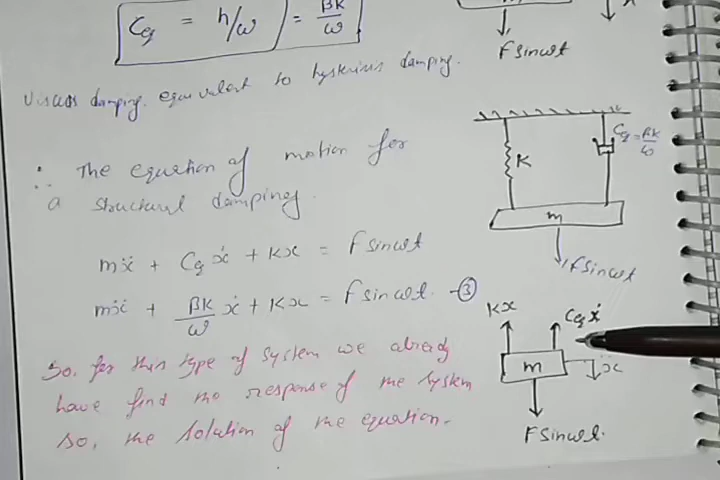 Ceq = h/ω = βK/ω
F sinωt
Viscous damping equivalent to hysterisis damping.
∴ The equation of motion for
a structural damping.
mẍ + Ceq ẋ + Kx = F sinωt
mẍ + βK/ω ẋ + Kx = F sinωt. -③
So, for this type of system we already
have find the response of the system
so, the solution of the equation.
K
Ceq = βK/ω
m
F sinωt
Kx
Ceq ẋ
m
x
F sinωt.